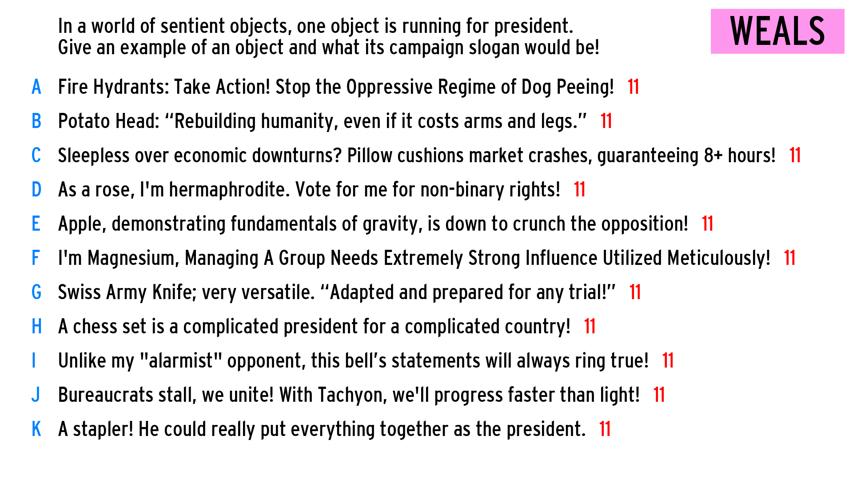 In a world of sentient objects, one object is running for president.
Give an example of an object and what its campaign slogan would be!
WEALS
A Fire Hydrants: Take Action! Stop the Oppressive Regime of Dog Peeing! 11
B Potato Head: “Rebuilding humanity, even if it costs arms and legs.” 11
C Sleepless over economic downturns? Pillow cushions market crashes, guaranteeing 8+ hours! 11
D As a rose, I'm hermaphrodite. Vote for me for non-binary rights! 11
E Apple, demonstrating fundamentals of gravity, is down to crunch the opposition! 11
F I'm Magnesium, Managing A Group Needs Extremely Strong Influence Utilized Meticulously! 11
G Swiss Army Knife; very versatile. “Adapted and prepared for any trial!” 11
H A chess set is a complicated president for a complicated country! 11
I Unlike my "alarmist" opponent, this bell’s statements will always ring true! 11
J Bureaucrats stall, we unite! With Tachyon, we'll progress faster than light! 11
K A stapler! He could really put everything together as the president. 11